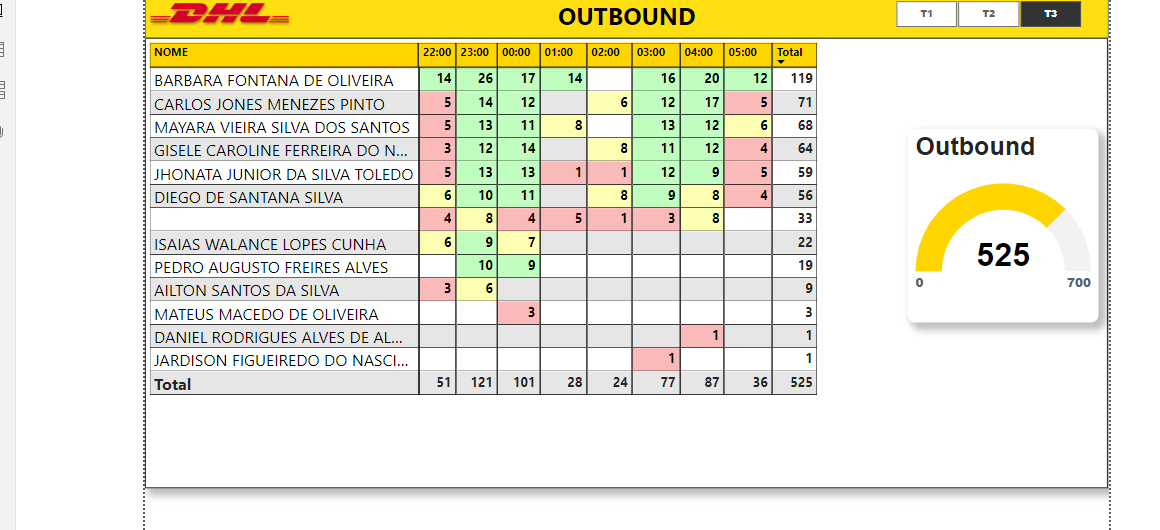 DHL OUTBOUND T1 T2 T3
NOME 22:00 23:00 00:00 01:00 02:00 03:00 04:00 05:00 Total
BARBARA FONTANA DE OLIVEIRA 14 26 17 14 16 20 12 119
CARLOS JONES MENEZES PINTO 5 14 12 6 12 17 5 71
MAYARA VIEIRA SILVA DOS SANTOS 5 13 11 8 13 12 6 68
GISELE CAROLINE FERREIRA DO N... 3 12 14 8 11 12 4 64
JHONATA JUNIOR DA SILVA TOLEDO 5 13 13 1 1 12 9 5 59
DIEGO DE SANTANA SILVA 6 10 11 8 9 8 4 56
4 8 4 5 1 3 8 33
ISAIAS WALANCE LOPES CUNHA 6 9 7 22
PEDRO AUGUSTO FREIRES ALVES 10 9 19
AILTON SANTOS DA SILVA 3 6 9
MATEUS MACEDO DE OLIVEIRA 3 3
DANIEL RODRIGUES ALVES DE AL... 1 1
JARDISON FIGUEIREDO DO NASCI... 1 1
Total 51 121 101 28 24 77 87 36 525
Outbound
525
0 700